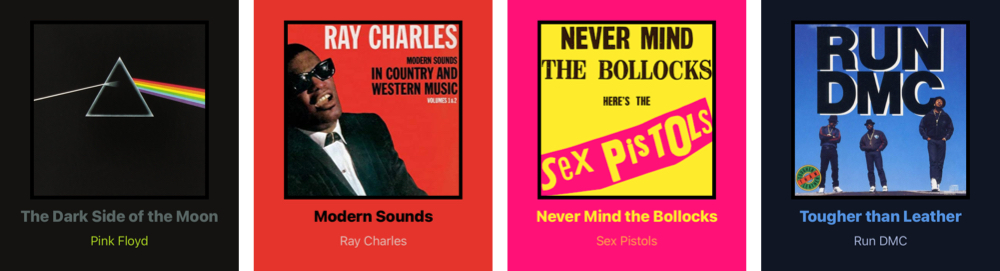 RAY CHARLES
MODERN SOUNDS
IN COUNTRY AND
WESTERN MUSIC
VOLUMES 1&2
NEVER MIND
THE BOLLOCKS
HERE'S THE
Sex PisTOLs
RUN
DMC
The Dark Side of the Moon
Modern Sounds
Never Mind the Bollocks
Tougher than Leather
Pink Floyd
Ray Charles
Sex Pistols
Run DMC